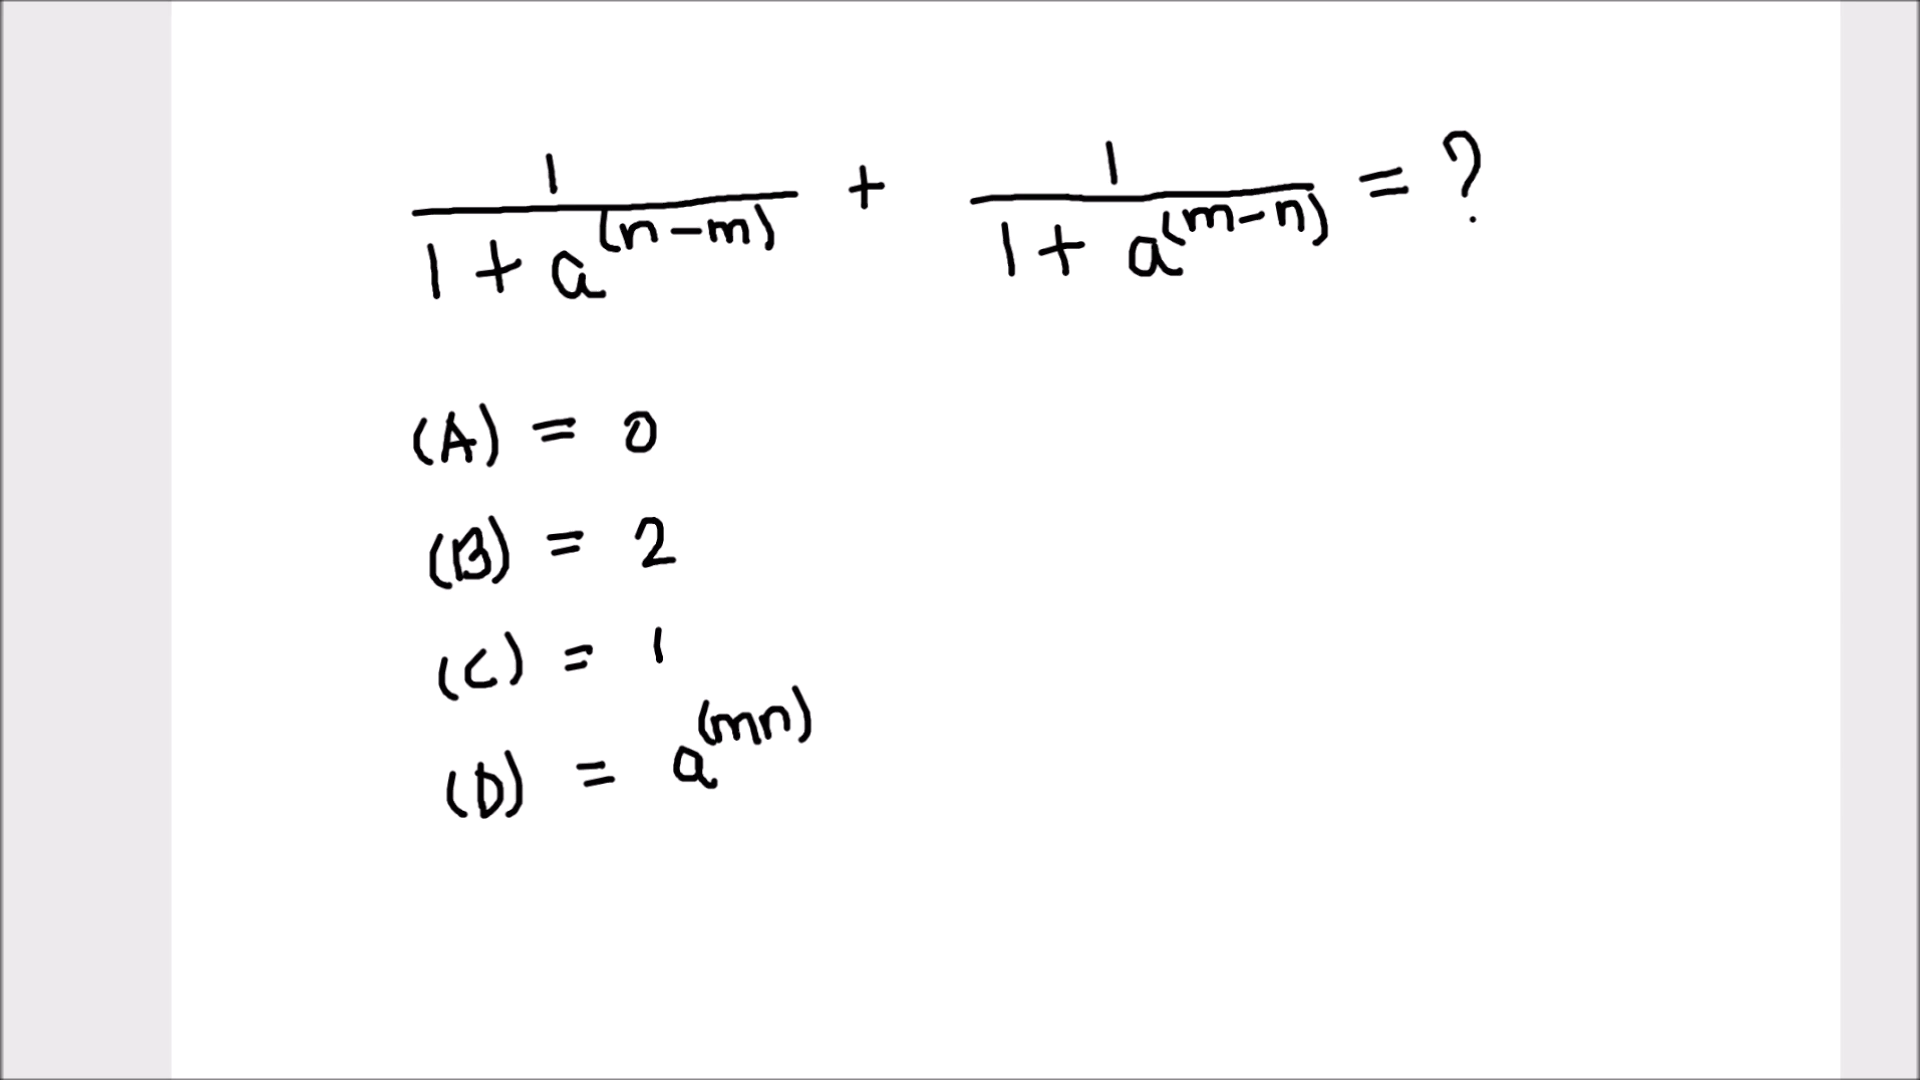 1/(1 + a^(n-m)) + 1/(1 + a^(m-n)) = ?
(A) = 0
(B) = 2
(C) = 1
(D) = a^(mn)